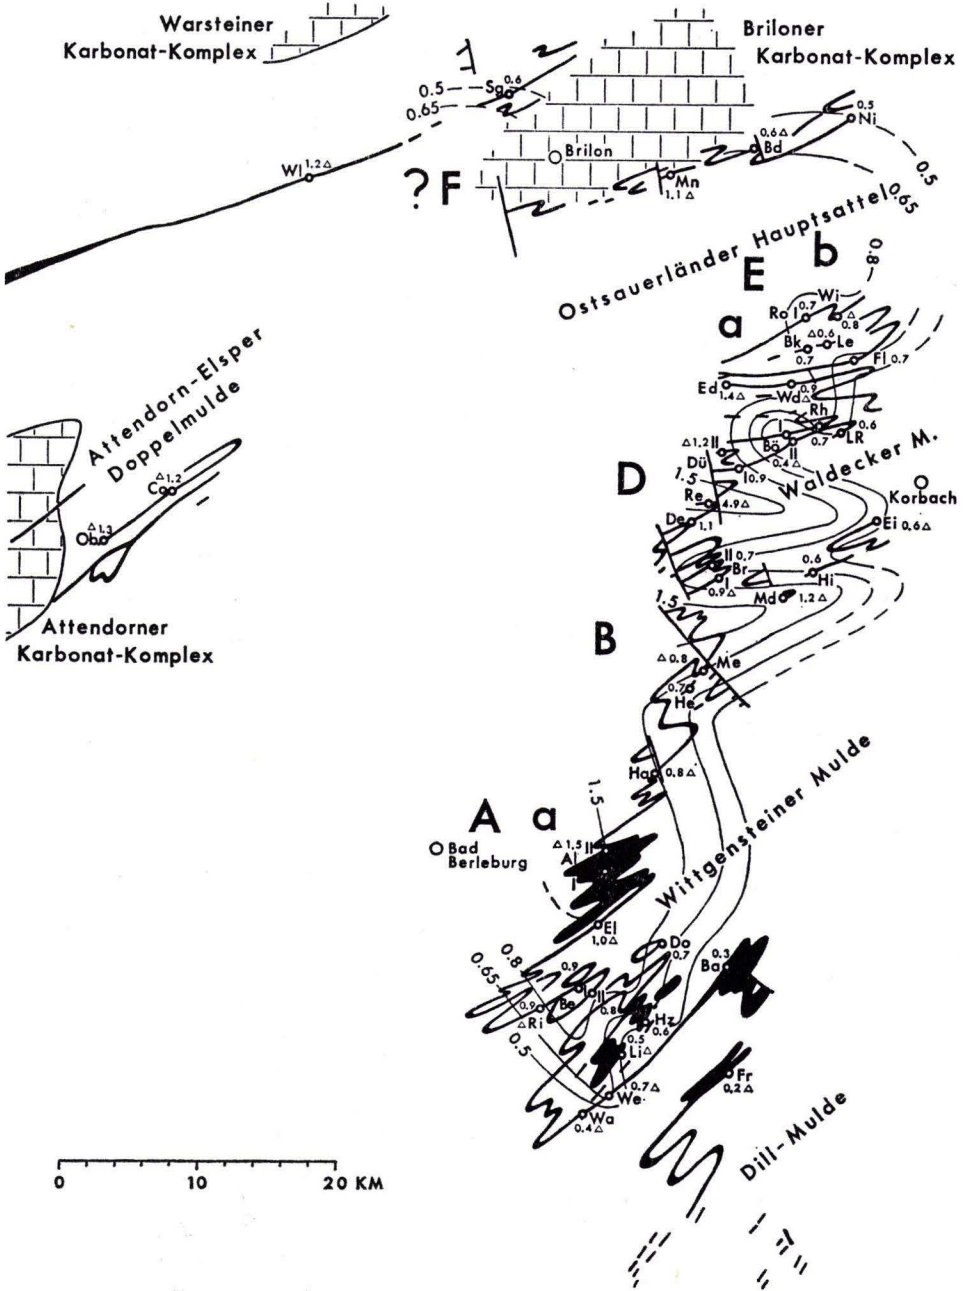 Warsteiner
Karbonat-Komplex
Briloner
Karbonat-Komplex
0.5
0.65
Sg 0.6
0.5
Ni
0.6△
Bd
Brilon
Wl 1.2△
? F
Mn
1.1△
0.5
0.65
Ostsauerländer Hauptsattel
b
0.8
E
a
Wi
Ro I 0.7
△
0.8
△0.6
Bk
Le
0.7
Fl 0.7
Ed
1.4△
0.9
Wd△
Rh
0.6
I
0.7
LR
△1.2 II
Bö
II
0.4△
Dü
I 0.9
Waldecker M.
Attendorn-Elsper
Doppelmulde
D
1.5
Korbach
△1.2
C
Re
4.9△
De
1.1
Ei 0.6△
△1.3
Ob
II 0.7
Br
I
0.9△
0.6
Hi
Md
1.2△
1.5
Attendorner
Karbonat-Komplex
B
△0.8
Me
0.7
He
Ha
0.8△
Wittgensteiner Mulde
1.5
A a
Bad
Berleburg
△1.5 II
A
I
El
1.0△
Do
0.7
0.3
Ba
0.8
0.65
0.9
I
II
Be
0.8
0.9
△Ri
Hz
0.6
0.5
0.5
Li△
Fr
0.2△
0.7△
We
Wa
0.4△
Dill-Mulde
0 10 20 KM